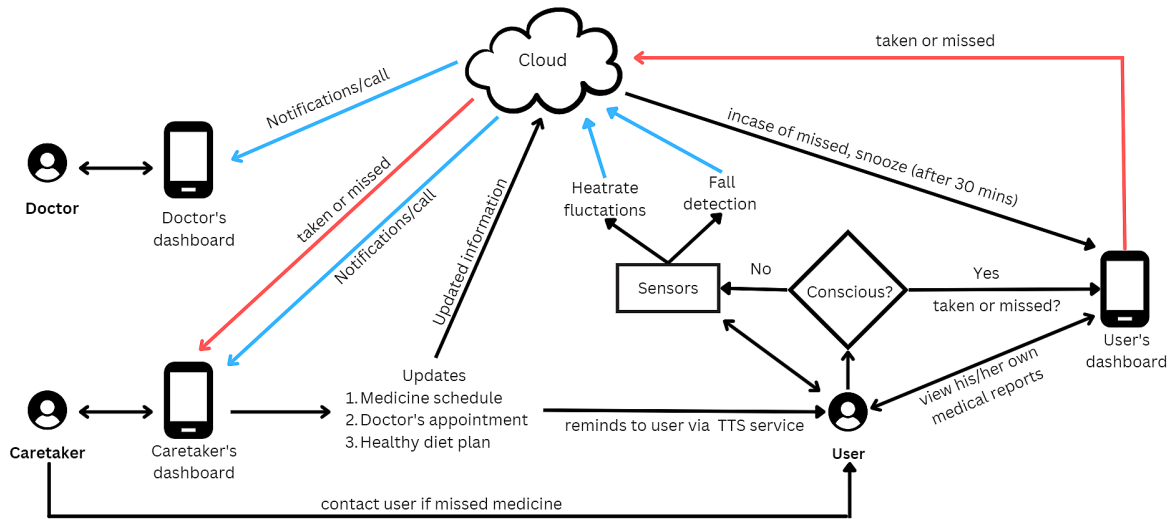 Cloud
taken or missed
Notifications/call
incase of missed, snooze (after 30 mins)
Doctor
Doctor's
dashboard
taken or missed
Notifications/call
Updated information
Heatrate
fluctations
Fall
detection
Sensors
No
Conscious?
Yes
taken or missed?
User's
dashboard
view his/her own
medical reports
Updates
1. Medicine schedule
2. Doctor's appointment
3. Healthy diet plan
reminds to user via TTS service
Caretaker
Caretaker's
dashboard
User
contact user if missed medicine